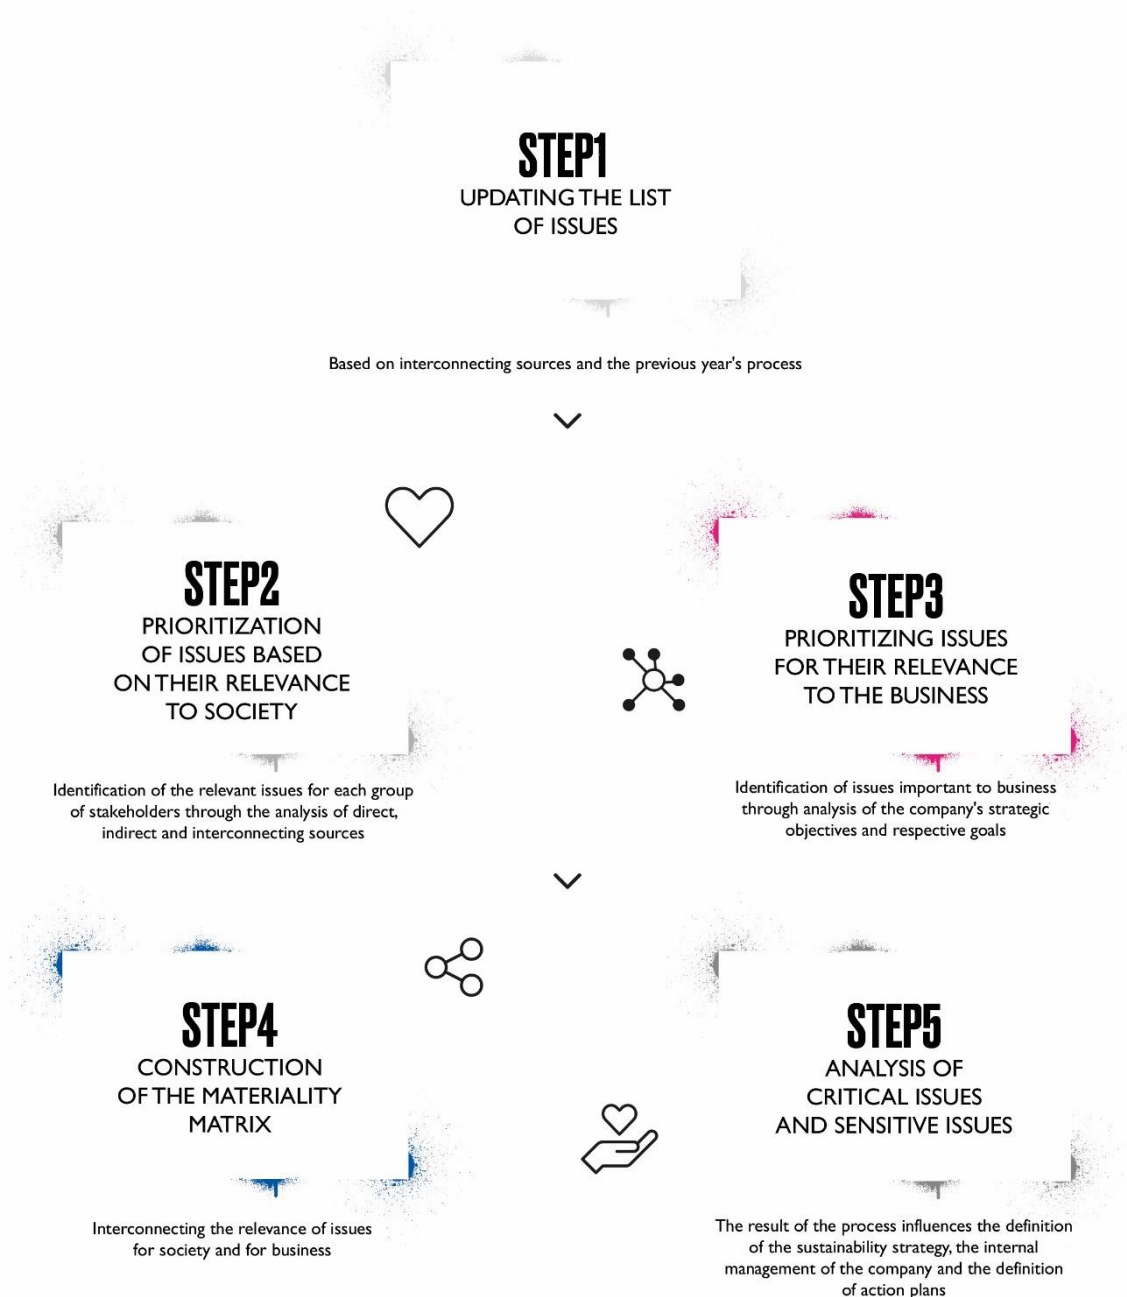 STEP1
UPDATING THE LIST
OF ISSUES
Based on interconnecting sources and the previous year's process
STEP2
PRIORITIZATION
OF ISSUES BASED
ON THEIR RELEVANCE
TO SOCIETY
Identification of the relevant issues for each group
of stakeholders through the analysis of direct,
indirect and interconnecting sources
STEP3
PRIORITIZING ISSUES
FOR THEIR RELEVANCE
TO THE BUSINESS
Identification of issues important to business
through analysis of the company's strategic
objectives and respective goals
STEP4
CONSTRUCTION
OF THE MATERIALITY
MATRIX
Interconnecting the relevance of issues
for society and for business
STEP5
ANALYSIS OF
CRITICAL ISSUES
AND SENSITIVE ISSUES
The result of the process influences the definition
of the sustainability strategy, the internal
management of the company and the definition
of action plans